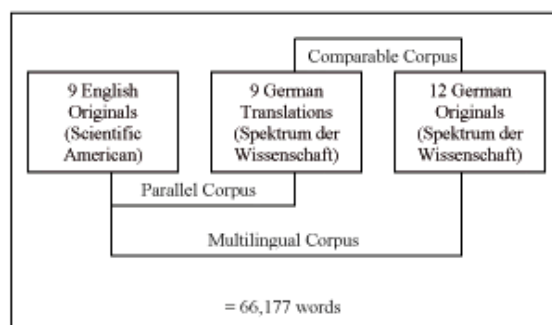 Comparable Corpus
9 English
Originals
(Scientific
American)
9 German
Translations
(Spektrum der
Wissenschaft)
12 German
Originals
(Spektrum der
Wissenschaft)
Parallel Corpus
Multilingual Corpus
= 66,177 words